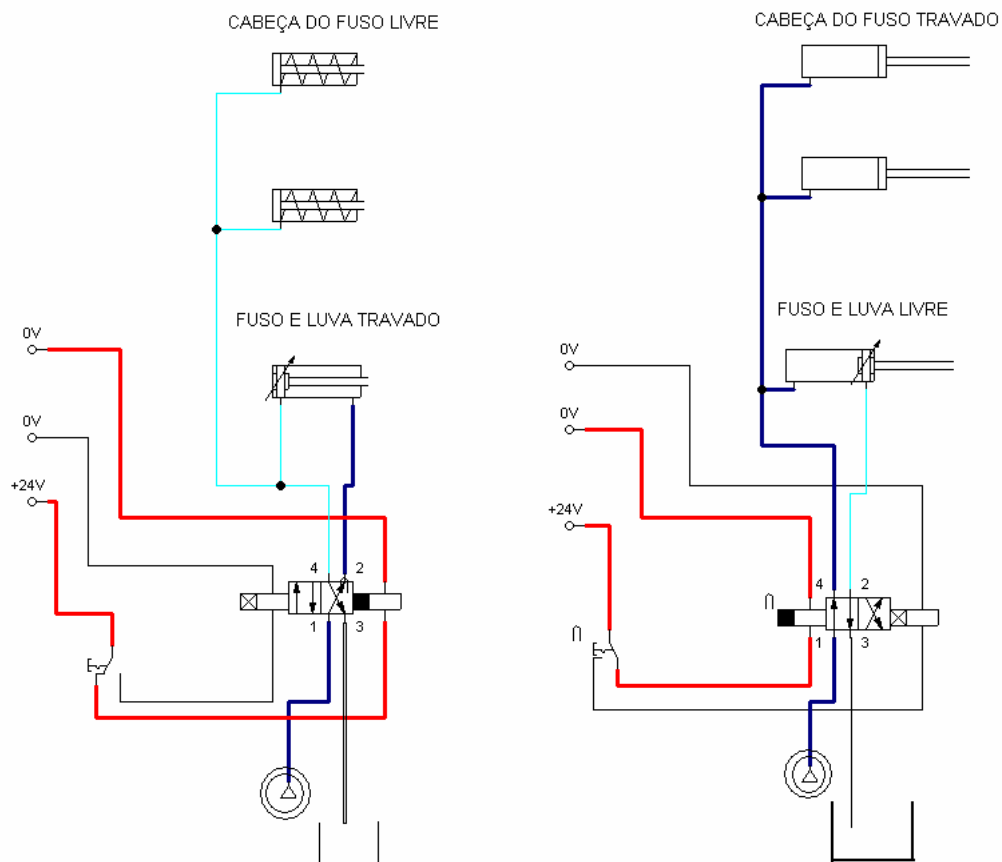 CABEÇA DO FUSO LIVRE
FUSO E LUVA TRAVADO
0V
0V
+24V
4 2
1 3
CABEÇA DO FUSO TRAVADO
FUSO E LUVA LIVRE
0V
0V
+24V
4 2
1 3